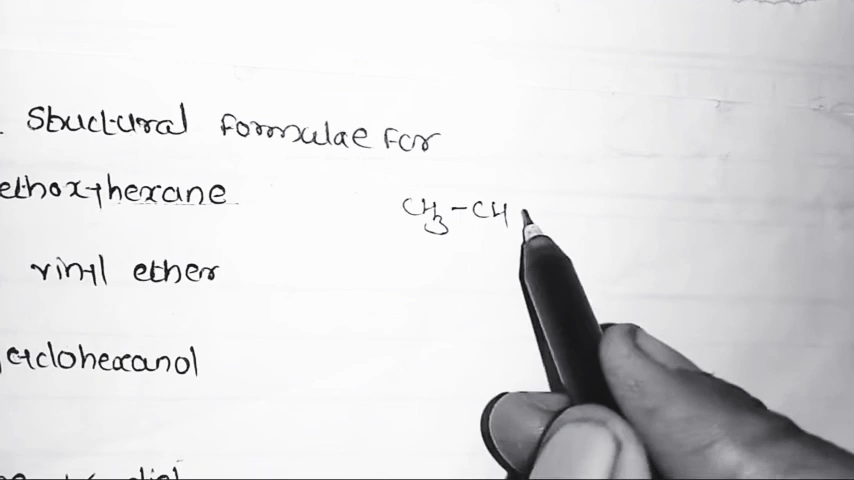 Structural formulae for
ethoxyhexane CH3-CH
vinyl ether
cyclohexanol